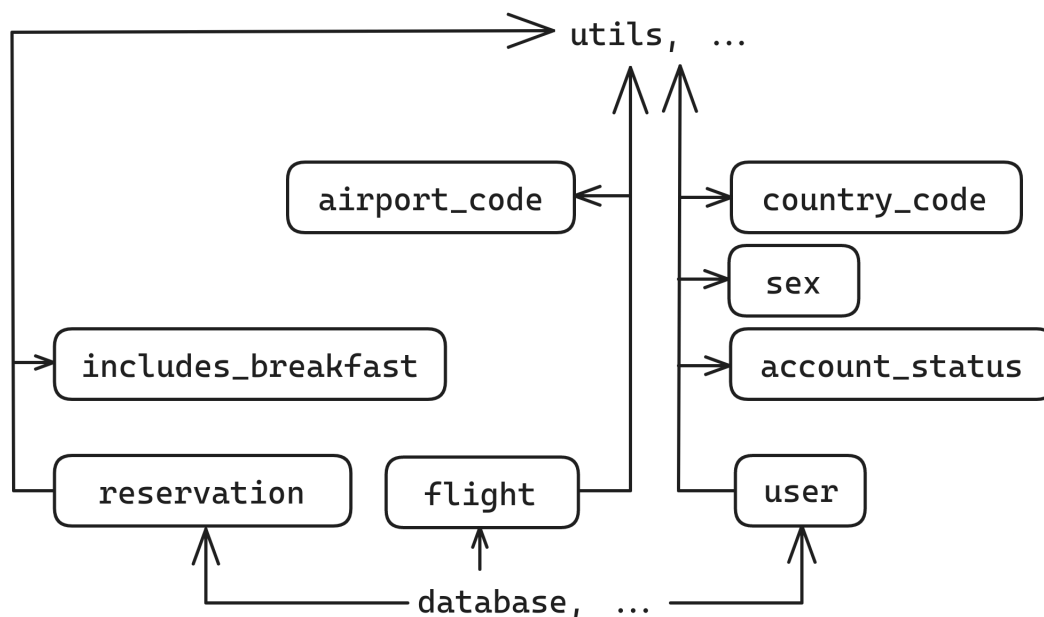 utils, ...
airport_code
country_code
sex
includes_breakfast
account_status
reservation
flight
user
database, ...